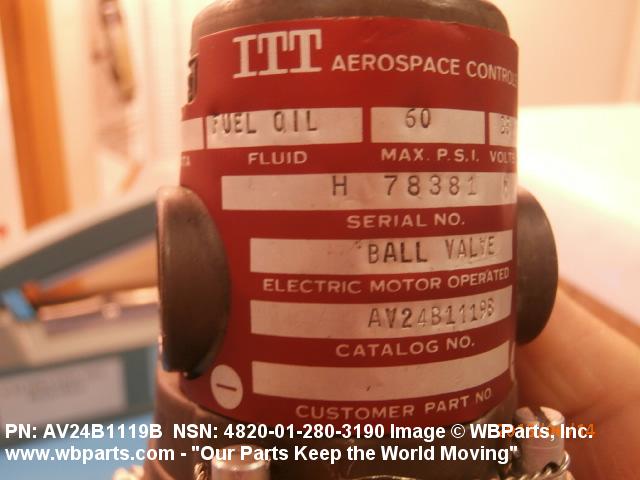 ITT AEROSPACE CONTROLS
FUEL OIL 60
FLUID MAX. P.S.I. VOLTS
H 78381
SERIAL NO.
BALL VALVE
ELECTRIC MOTOR OPERATED
AV24B1119B
CATALOG NO.
CUSTOMER PART NO.
PN: AV24B1119B NSN: 4820-01-280-3190 Image © WBParts, Inc.
www.wbparts.com - "Our Parts Keep the World Moving"